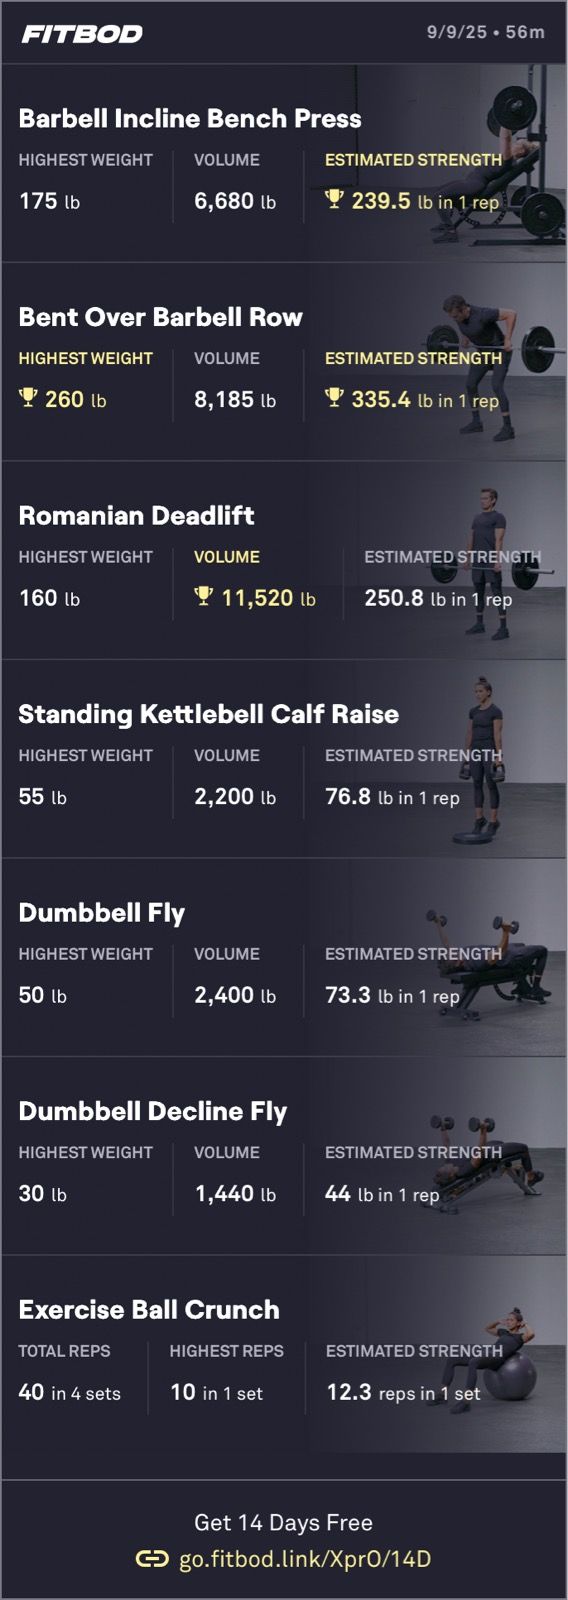 FITBOD 9/9/25 • 56m
Barbell Incline Bench Press
HIGHEST WEIGHT VOLUME ESTIMATED STRENGTH
175 lb 6,680 lb 239.5 lb in 1 rep
Bent Over Barbell Row
HIGHEST WEIGHT VOLUME ESTIMATED STRENGTH
260 lb 8,185 lb 335.4 lb in 1 rep
Romanian Deadlift
HIGHEST WEIGHT VOLUME ESTIMATED STRENGTH
160 lb 11,520 lb 250.8 lb in 1 rep
Standing Kettlebell Calf Raise
HIGHEST WEIGHT VOLUME ESTIMATED STRENGTH
55 lb 2,200 lb 76.8 lb in 1 rep
Dumbbell Fly
HIGHEST WEIGHT VOLUME ESTIMATED STRENGTH
50 lb 2,400 lb 73.3 lb in 1 rep
Dumbbell Decline Fly
HIGHEST WEIGHT VOLUME ESTIMATED STRENGTH
30 lb 1,440 lb 44 lb in 1 rep
Exercise Ball Crunch
TOTAL REPS HIGHEST REPS ESTIMATED STRENGTH
40 in 4 sets 10 in 1 set 12.3 reps in 1 set
Get 14 Days Free
go.fitbod.link/XprO/14D